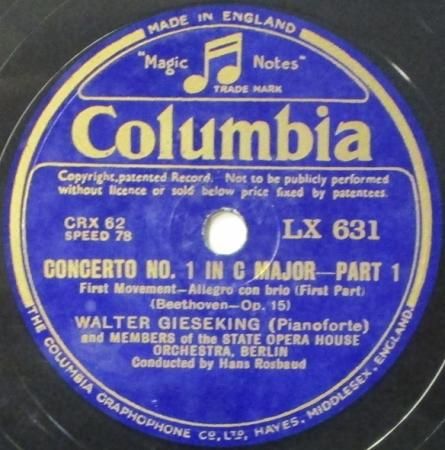 MADE IN ENGLAND
"Magic Notes"
TRADE MARK
Columbia
Copyright, patented Record. Not to be publicly performed
without licence or sold below price fixed by patentees.
CRX 62
SPEED 78
LX 631
CONCERTO NO. 1 IN C MAJOR—PART 1
First Movement—Allegro con brio (First Part)
(Beethoven—Op. 15)
WALTER GIESEKING (Pianoforte)
and MEMBERS of the STATE OPERA HOUSE
ORCHESTRA, BERLIN
Conducted by Hans Rosbaud
THE COLUMBIA GRAPHOPHONE CO., LTD., HAYES, MIDDLESEX, ENGLAND.